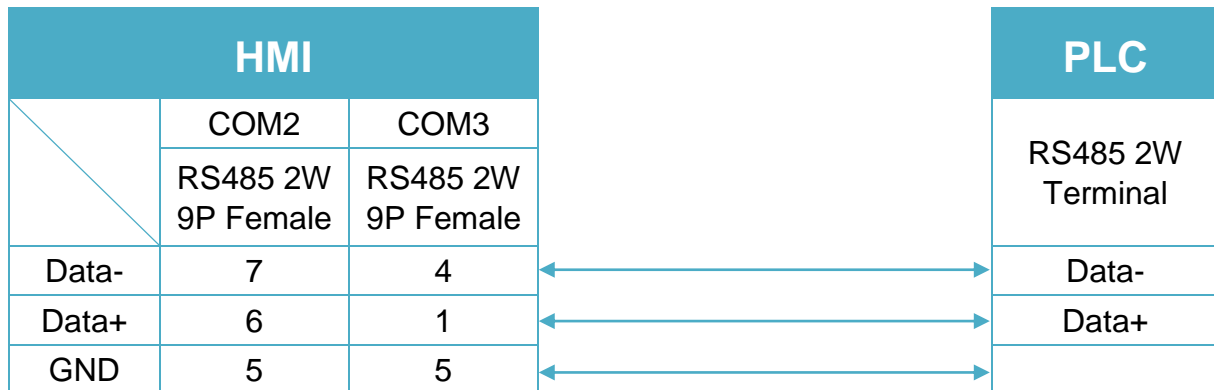 HMI PLC
COM2 COM3
RS485 2W
9P Female
RS485 2W
9P Female
RS485 2W
Terminal
Data- 7 4 Data-
Data+ 6 1 Data+
GND 5 5